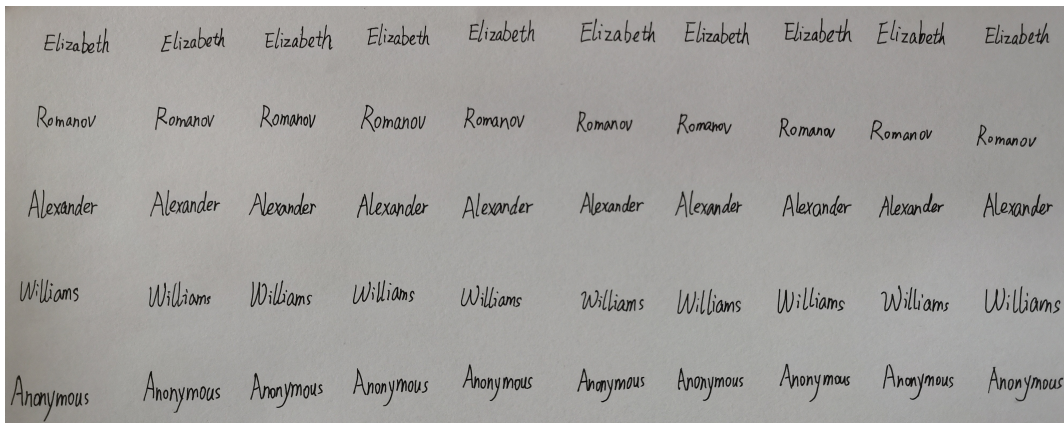 Elizabeth Elizabeth Elizabeth Elizabeth Elizabeth Elizabeth Elizabeth Elizabeth Elizabeth Elizabeth
Romanov Romanov Romanov Romanov Romanov Romanov Romanov Romanov Romanov Romanov
Alexander Alexander Alexander Alexander Alexander Alexander Alexander Alexander Alexander Alexander
Williams Williams Williams Williams Williams Williams Williams Williams Williams Williams
Anonymous Anonymous Anonymous Anonymous Anonymous Anonymous Anonymous Anonymous Anonymous Anonymous